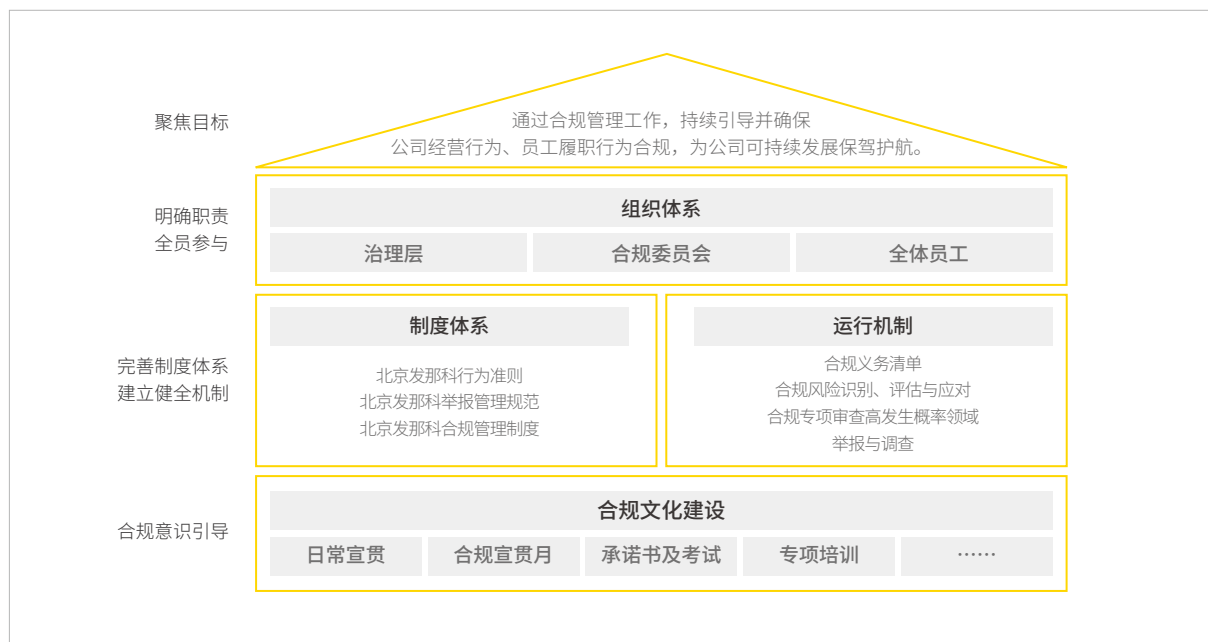 聚焦目标
通过合规管理工作，持续引导并确保
公司经营行为、员工履职行为合规，为公司可持续发展保驾护航。
明确职责
全员参与
组织体系
治理层
合规委员会
全体员工
完善制度体系
建立健全机制
制度体系
北京发那科行为准则
北京发那科举报管理规范
北京发那科合规管理制度
运行机制
合规义务清单
合规风险识别、评估与应对
合规专项审查高发生概率领域
举报与调查
合规意识引导
合规文化建设
日常宣贯
合规宣贯月
承诺书及考试
专项培训
……